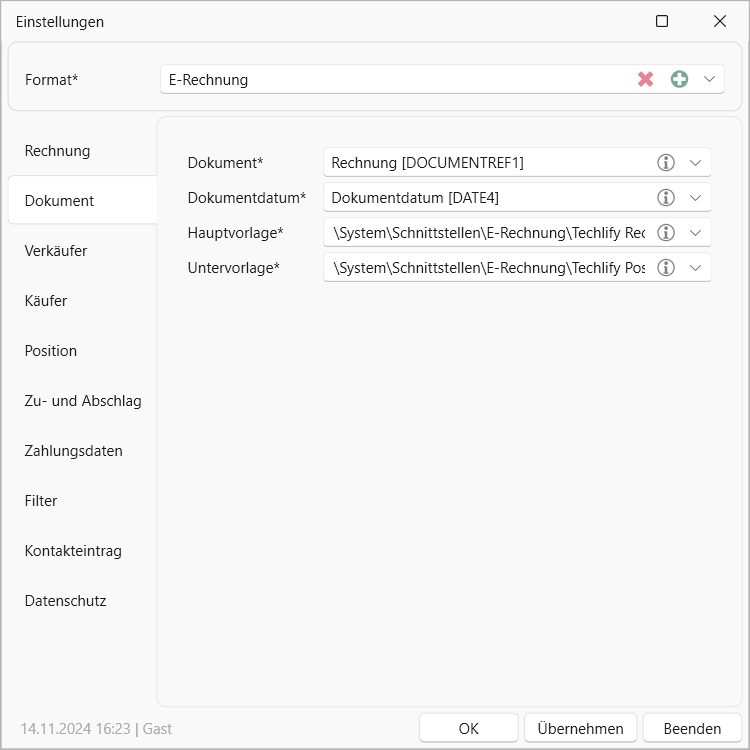 Einstellungen
Format*
E-Rechnung
Rechnung
Dokument
Verkäufer
Käufer
Position
Zu- und Abschlag
Zahlungsdaten
Filter
Kontakteintrag
Datenschutz
Dokument* Rechnung [DOCUMENTREF1]
Dokumentdatum* Dokumentdatum [DATE4]
Hauptvorlage* \System\Schnittstellen\E-Rechnung\Techlify Rec
Untervorlage* \System\Schnittstellen\E-Rechnung\Techlify Pos
14.11.2024 16:23 | Gast
OK Übernehmen Beenden